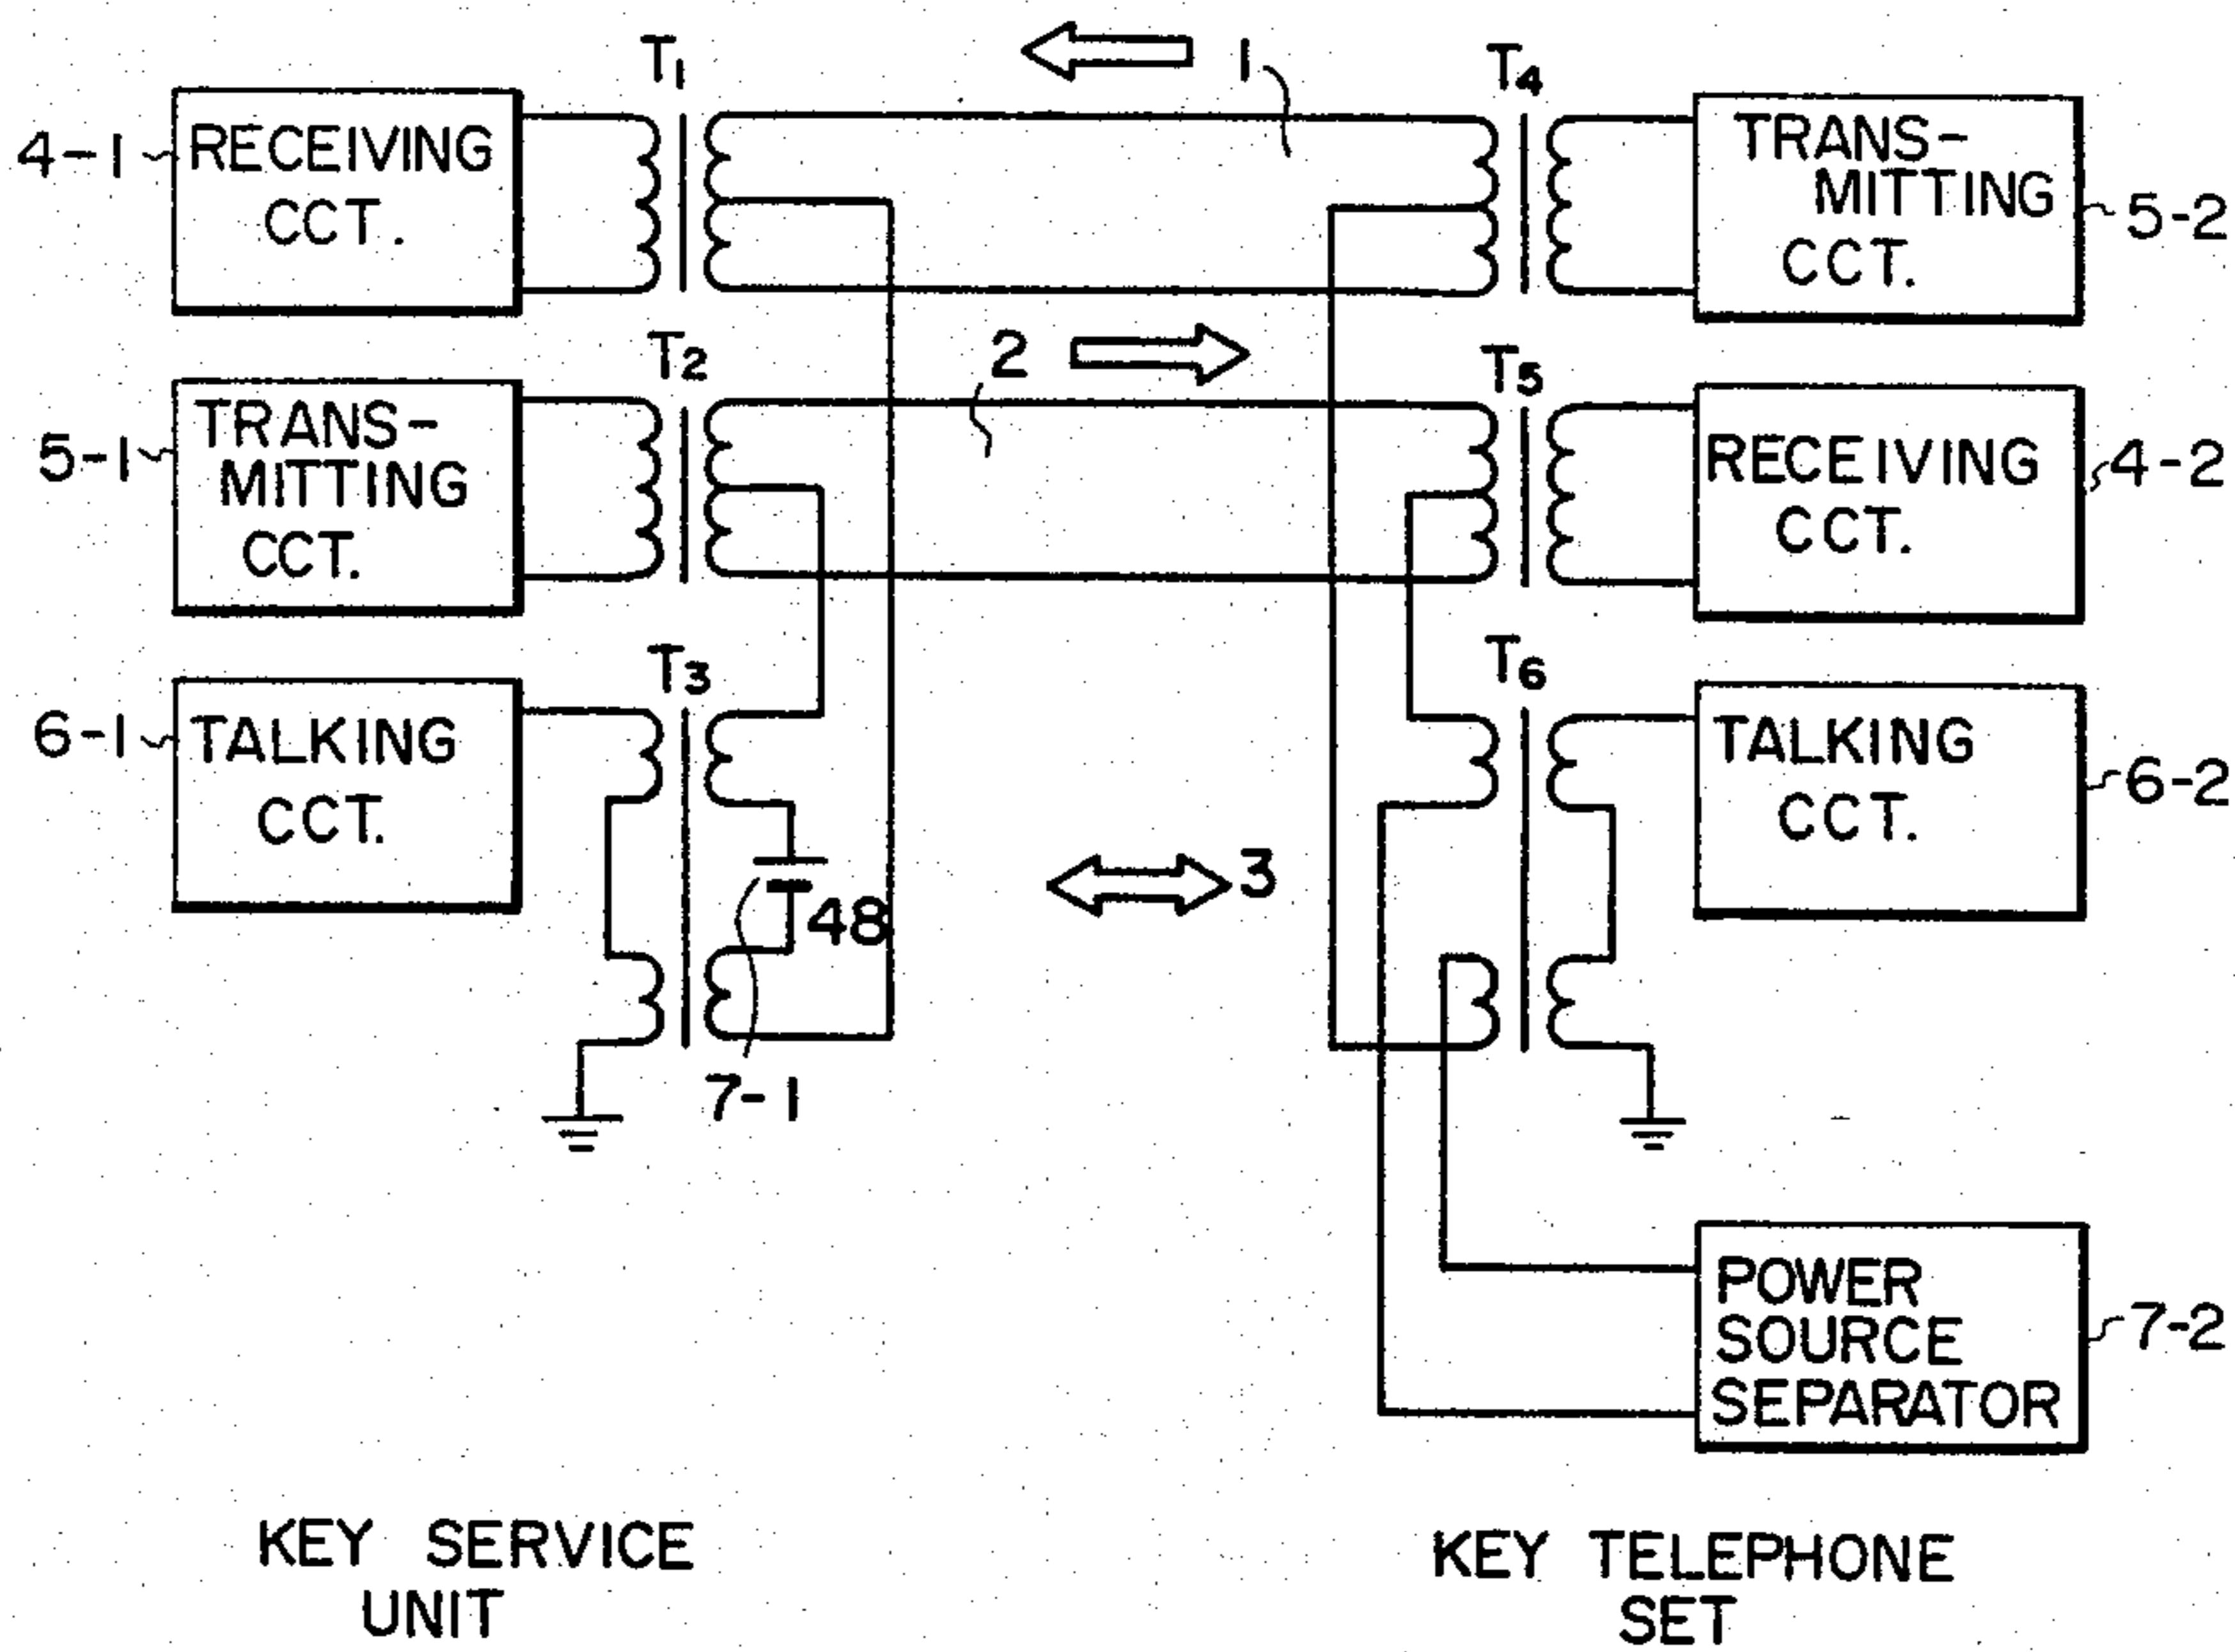 T1
1
T4
4-1
RECEIVING
CCT.
TRANS-
MITTING
CCT.
5-2
T2
2
T5
5-1
TRANS-
MITTING
CCT.
RECEIVING
CCT.
4-2
T3
T6
6-1
TALKING
CCT.
TALKING
CCT.
6-2
3
48
7-1
POWER
SOURCE
SEPARATOR
7-2
KEY SERVICE
UNIT
KEY TELEPHONE
SET